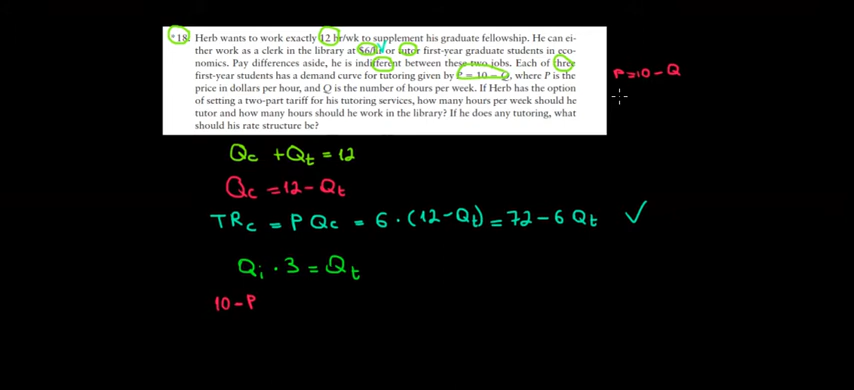 *18. Herb wants to work exactly 12 hr/wk to supplement his graduate fellowship. He can ei-
ther work as a clerk in the library at $6/hr or tutor first-year graduate students in eco-
nomics. Pay differences aside, he is indifferent between these two jobs. Each of three
first-year students has a demand curve for tutoring given by P = 10 − Q, where P is the
price in dollars per hour, and Q is the number of hours per week. If Herb has the option
of setting a two-part tariff for his tutoring services, how many hours per week should he
tutor and how many hours should he work in the library? If he does any tutoring, what
should his rate structure be?
P=10-Q
Qc + Qt = 12
Qc = 12 - Qt
TRc = P Qc = 6 · (12 - Qt) = 72 - 6 Qt ✓
Qi · 3 = Qt
10 - P